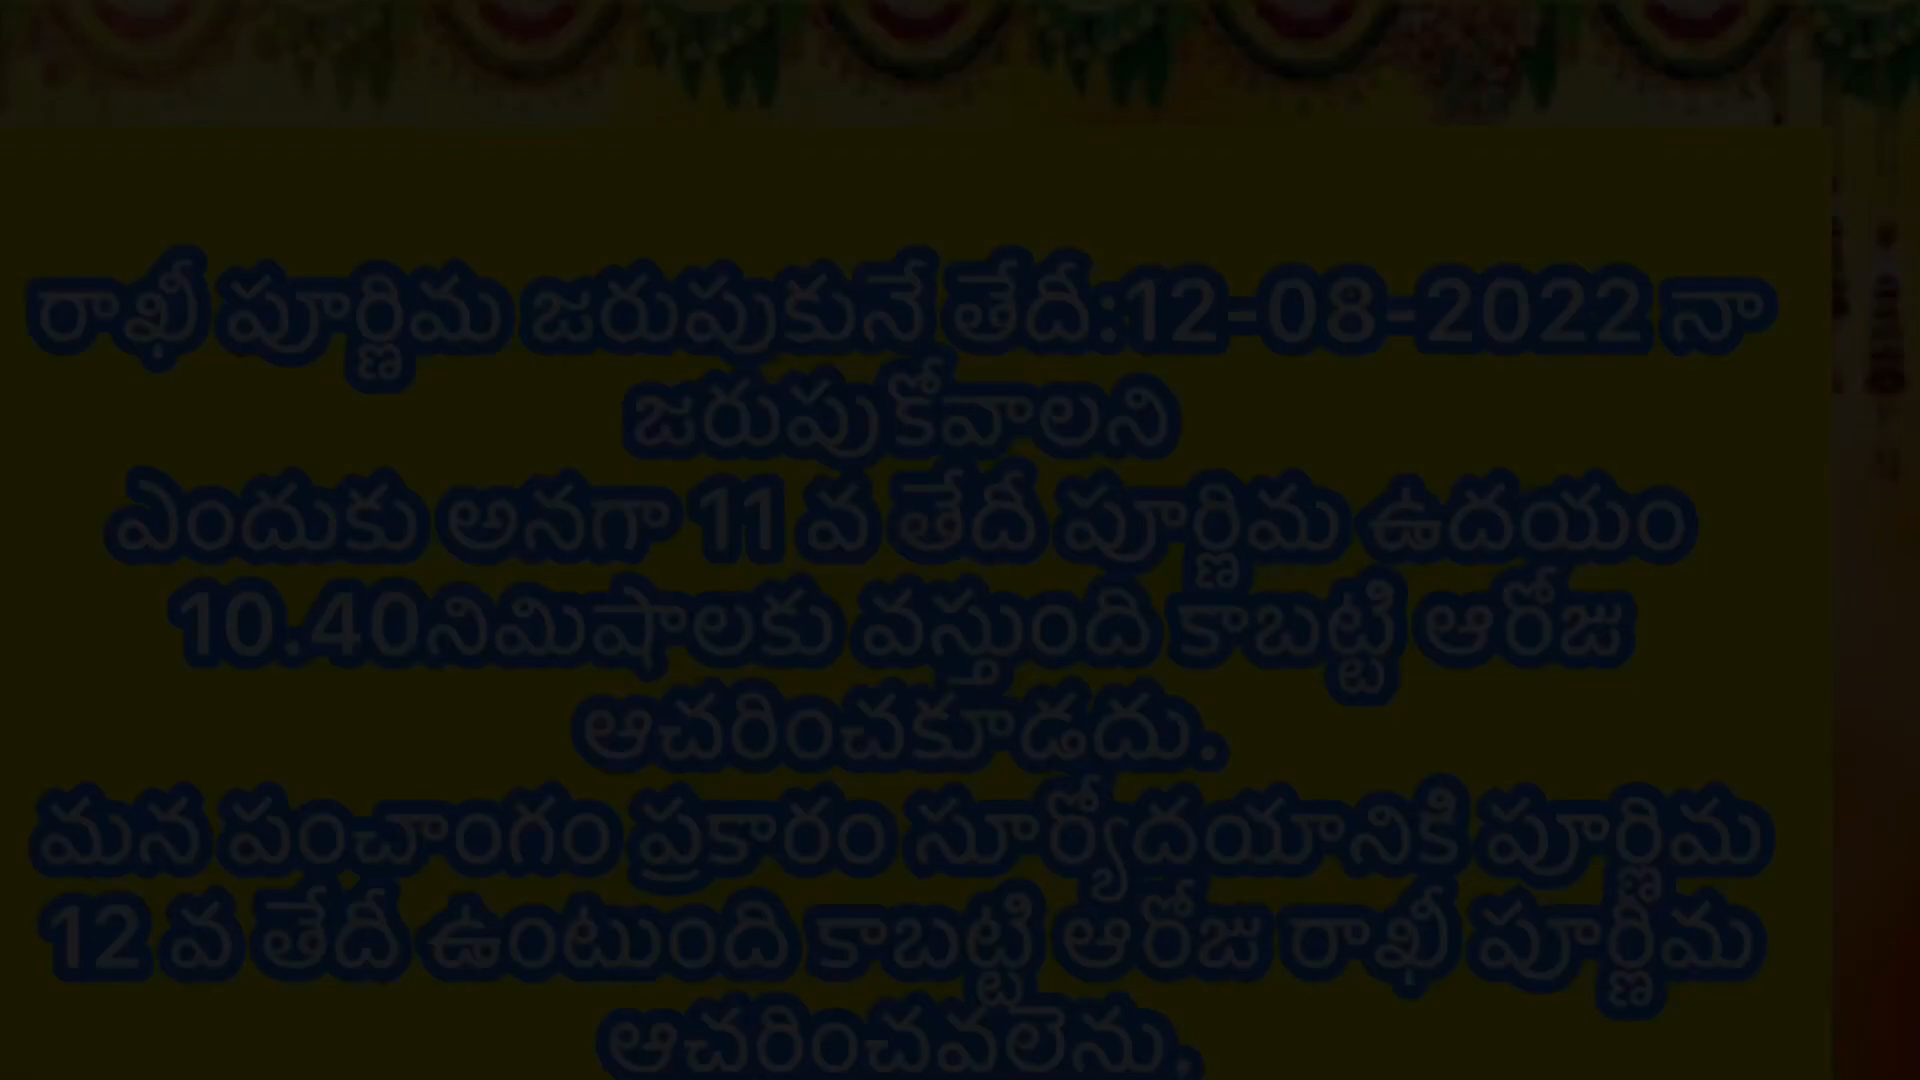 రాఖీ పూర్ణిమ జరుపుకునే తేదీ:12-08-2022 నా
జరుపుకోవాలని
ఎందుకు అనగా 11 వ తేదీ పూర్ణిమ ఉదయం
10.40నిమిషాలకు వస్తుంది కాబట్టి ఆరోజు
ఆచరించకూడదు.
మన పంచాంగం ప్రకారం సూర్యోదయానికి పూర్ణిమ
12 వ తేదీ ఉంటుంది కాబట్టి ఆరోజు రాఖీ పూర్ణిమ
ఆచరించవలెను.